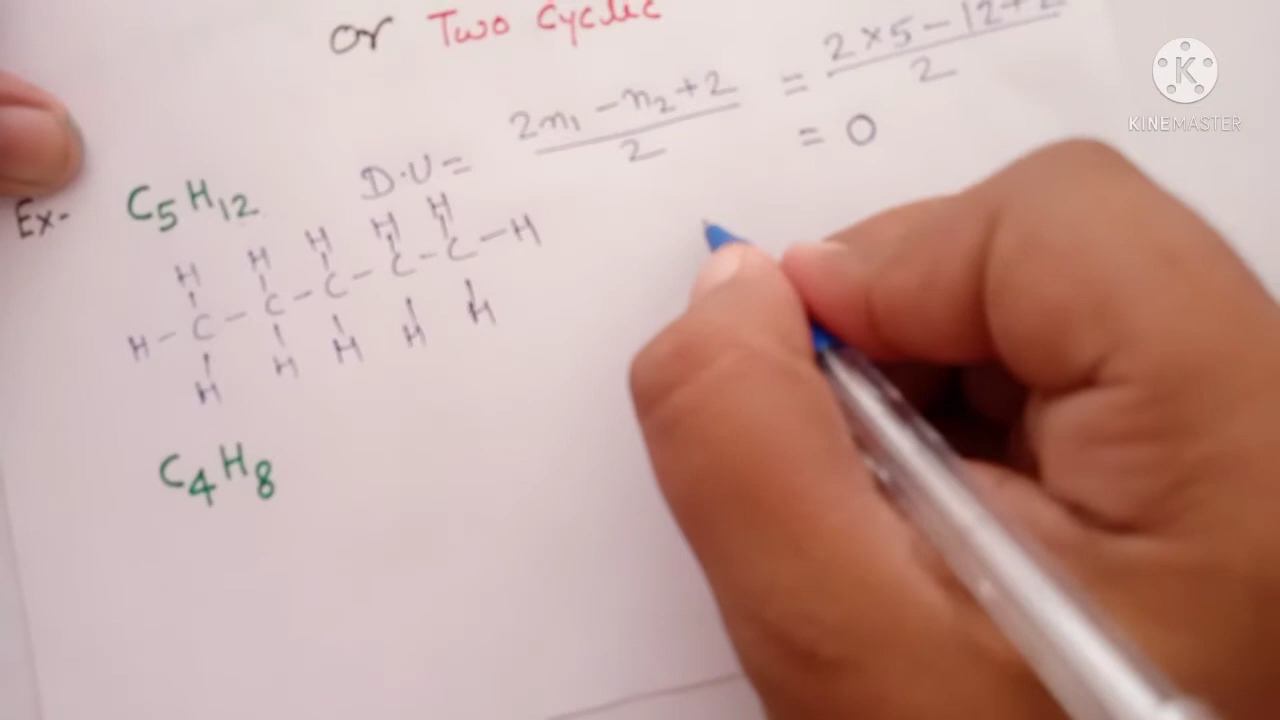 or Two cyclic
D.U = 2n₁ - n₂ + 2 / 2 = 2 × 5 - 12 + 2 / 2
= 0
Ex- C₅H₁₂
H H H H H
H - C - C - C - C - C - H
H H H H H
C₄H₈
KINEMASTER